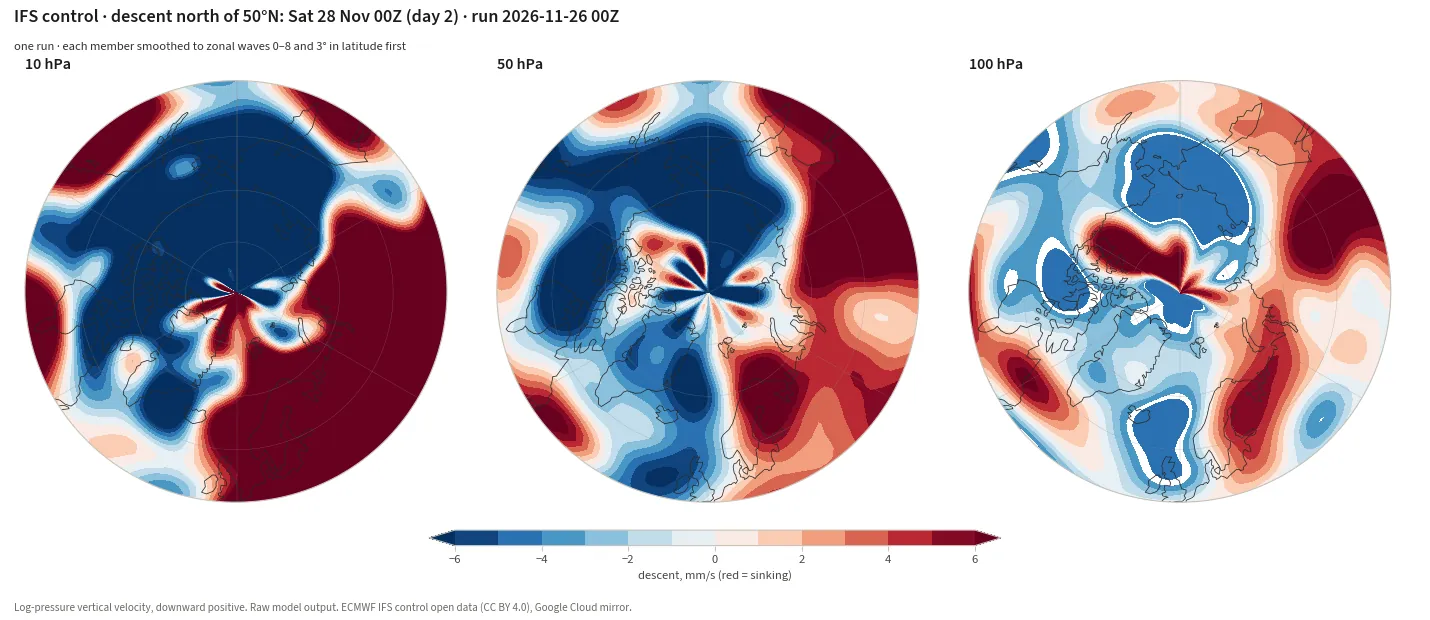 IFS control · descent north of 50°N: Sat 28 Nov 00Z (day 2) · run 2026-11-26 00Z
one run · each member smoothed to zonal waves 0–8 and 3° in latitude first
10 hPa
50 hPa
100 hPa
−6 −4 −2 0 2 4 6
descent, mm/s (red = sinking)
Log-pressure vertical velocity, downward positive. Raw model output. ECMWF IFS control open data (CC BY 4.0), Google Cloud mirror.